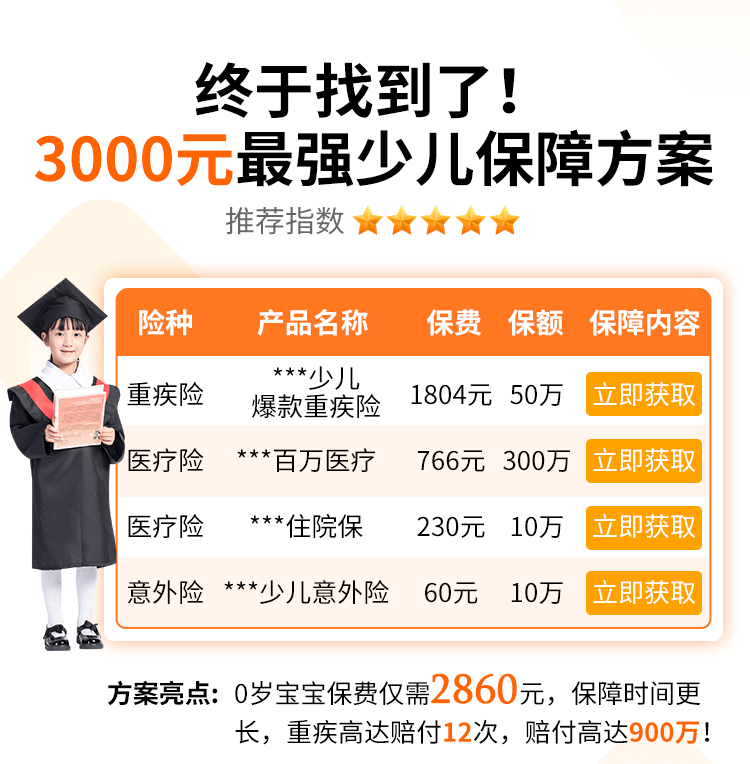 终于找到了!
3000元最强少儿保障方案
推荐指数
险种 产品名称 保费 保额 保障内容
重疾险 ***少儿爆款重疾险 1804元 50万 立即获取
医疗险 ***百万医疗 766元 300万 立即获取
医疗险 ***住院保 230元 10万 立即获取
意外险 ***少儿意外险 60元 10万 立即获取
方案亮点: 0岁宝宝保费仅需2860元，保障时间更
长，重疾高达赔付12次，赔付高达900万!